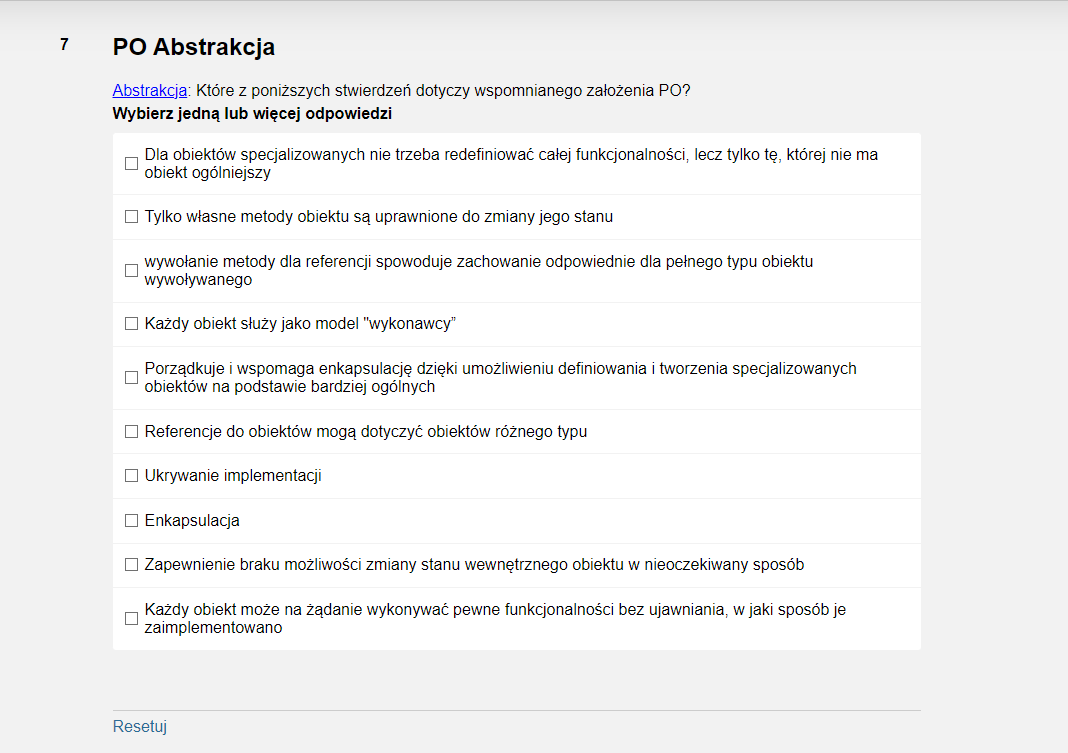 7
PO Abstrakcja
Abstrakcja: Które z poniższych stwierdzeń dotyczy wspomnianego założenia PO?
Wybierz jedną lub więcej odpowiedzi
Dla obiektów specjalizowanych nie trzeba redefiniować całej funkcjonalności, lecz tylko tę, której nie ma
obiekt ogólniejszy
Tylko własne metody obiektu są uprawnione do zmiany jego stanu
wywołanie metody dla referencji spowoduje zachowanie odpowiednie dla pełnego typu obiektu
wywoływanego
Każdy obiekt służy jako model "wykonawcy”
Porządkuje i wspomaga enkapsulację dzięki umożliwieniu definiowania i tworzenia specjalizowanych
obiektów na podstawie bardziej ogólnych
Referencje do obiektów mogą dotyczyć obiektów różnego typu
Ukrywanie implementacji
Enkapsulacja
Zapewnienie braku możliwości zmiany stanu wewnętrznego obiektu w nieoczekiwany sposób
Każdy obiekt może na żądanie wykonywać pewne funkcjonalności bez ujawniania, w jaki sposób je
zaimplementowano
Resetuj